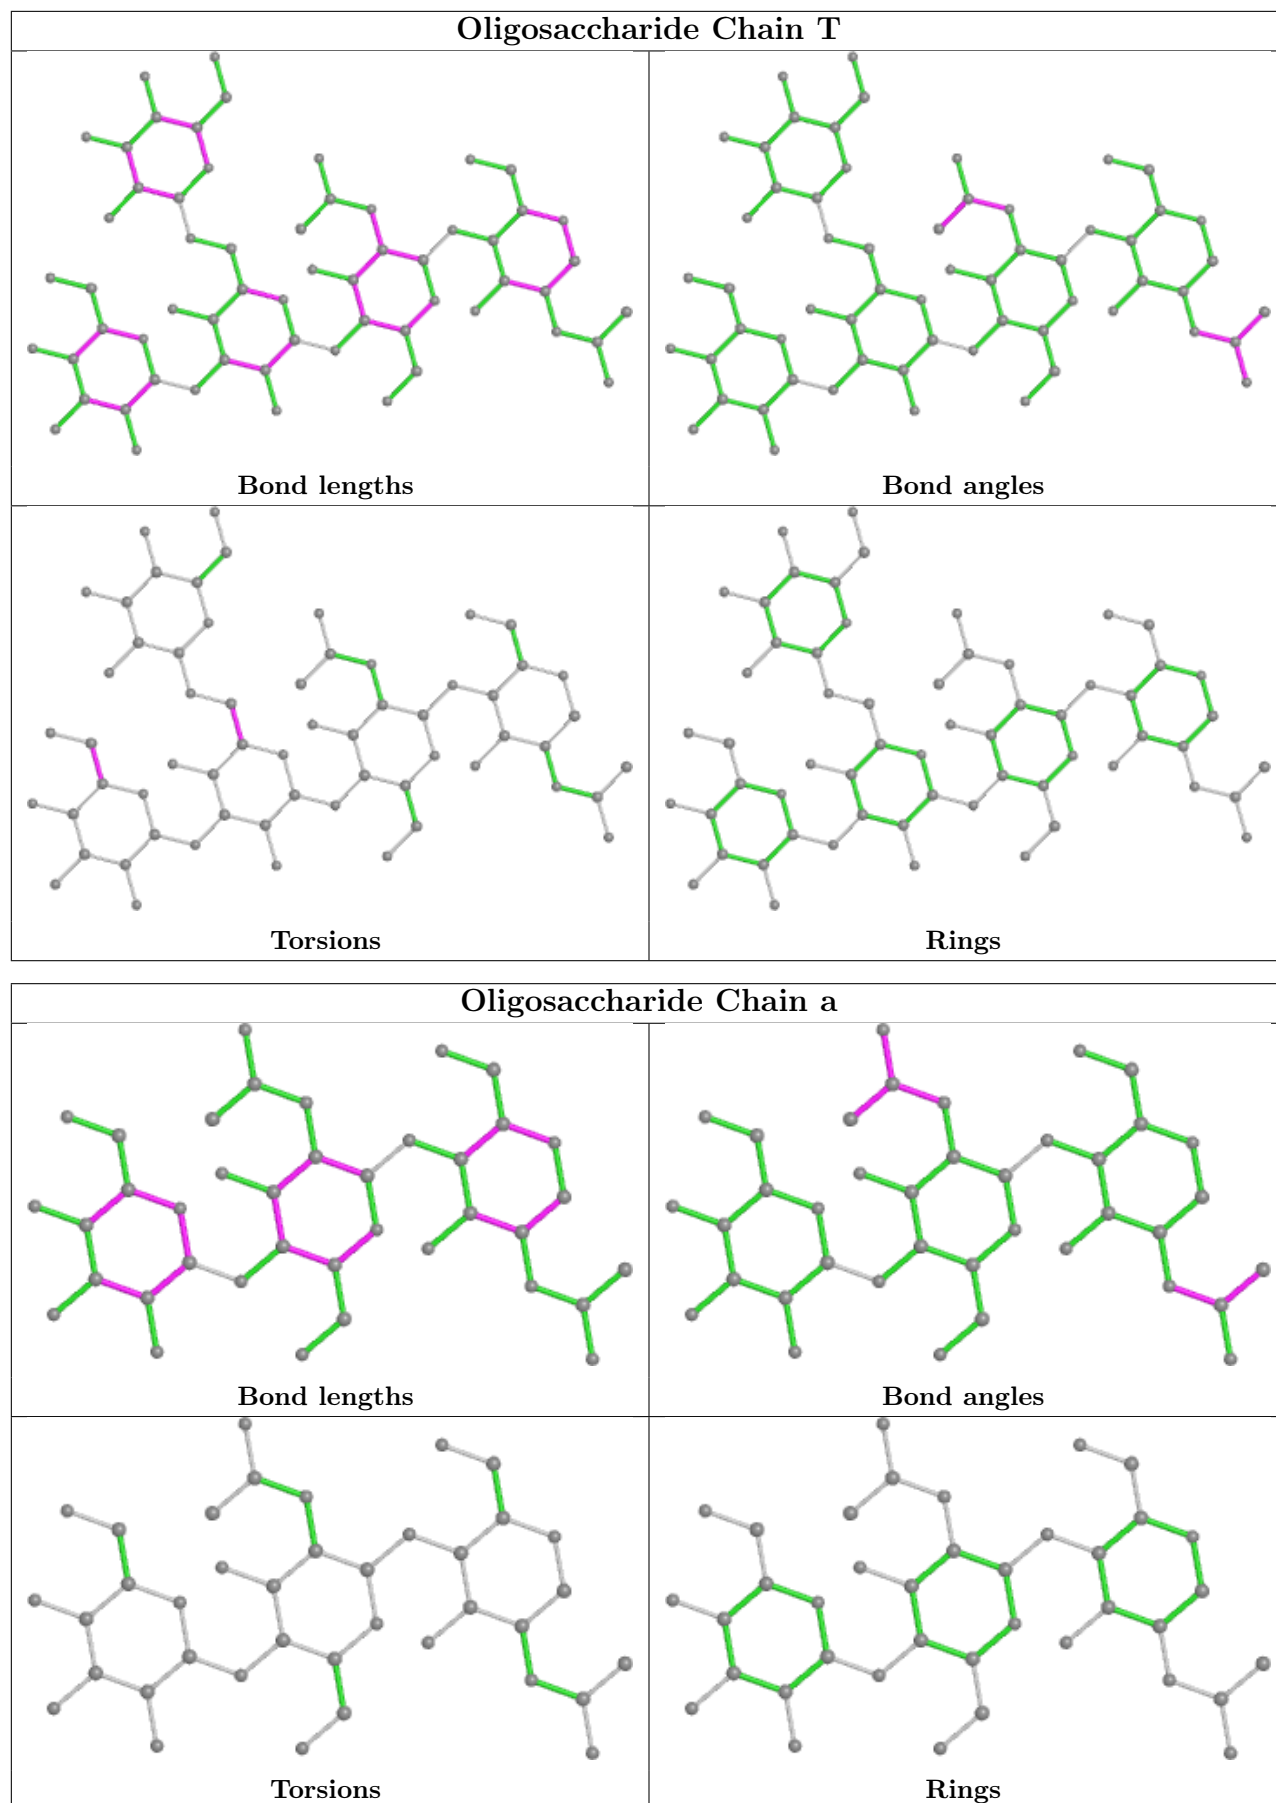 Oligosaccharide Chain T
Bond lengths
Bond angles
Torsions
Rings
Oligosaccharide Chain a
Bond lengths
Bond angles
Torsions
Rings